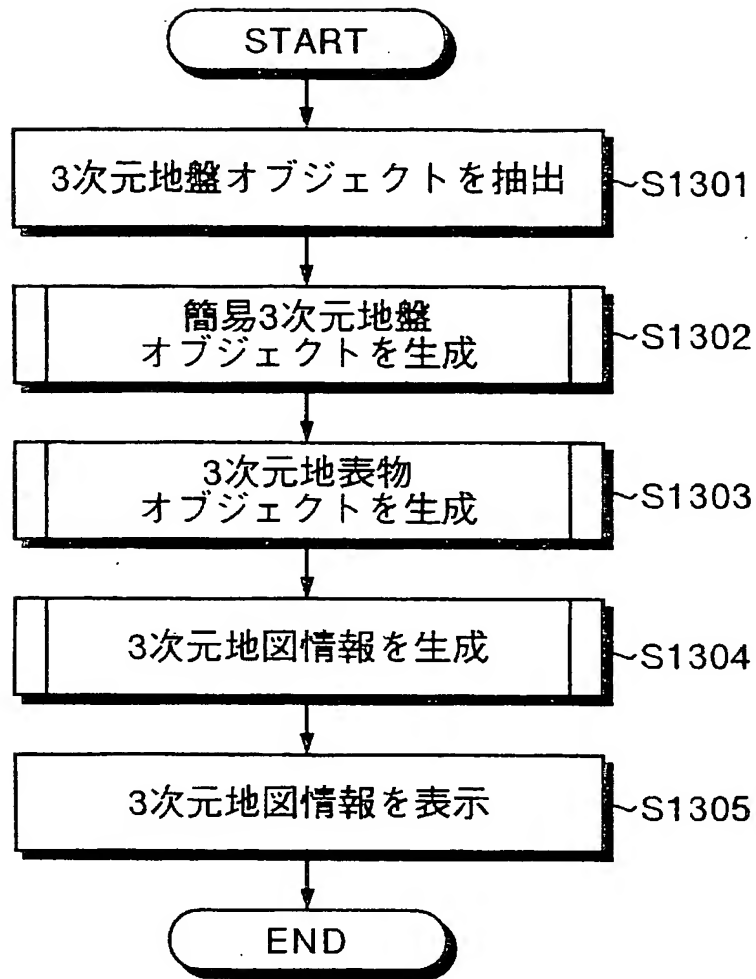 START
3次元地盤オブジェクトを抽出
S1301
簡易3次元地盤
オブジェクトを生成
S1302
3次元地表物
オブジェクトを生成
S1303
3次元地図情報を生成
S1304
3次元地図情報を表示
S1305
END